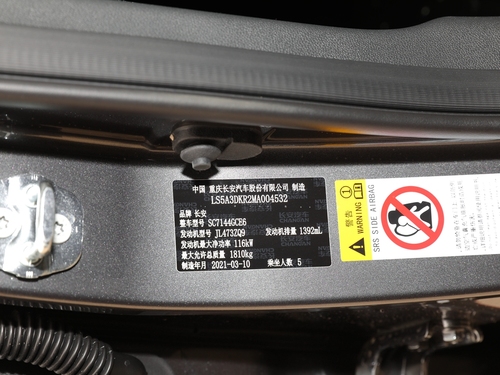 中国 重庆长安汽车股份有限公司 制造
LS5A3DKR2MA004532
品牌 长安
整车型号 SC7144GCE6
发动机型号 JL473ZQ9 发动机排量 1392mL
发动机最大净功率 116kW
最大允许总质量 1810kg
制造年月 2021-03-10 乘坐人数 5
警告
SRS SIDE AIRBAG